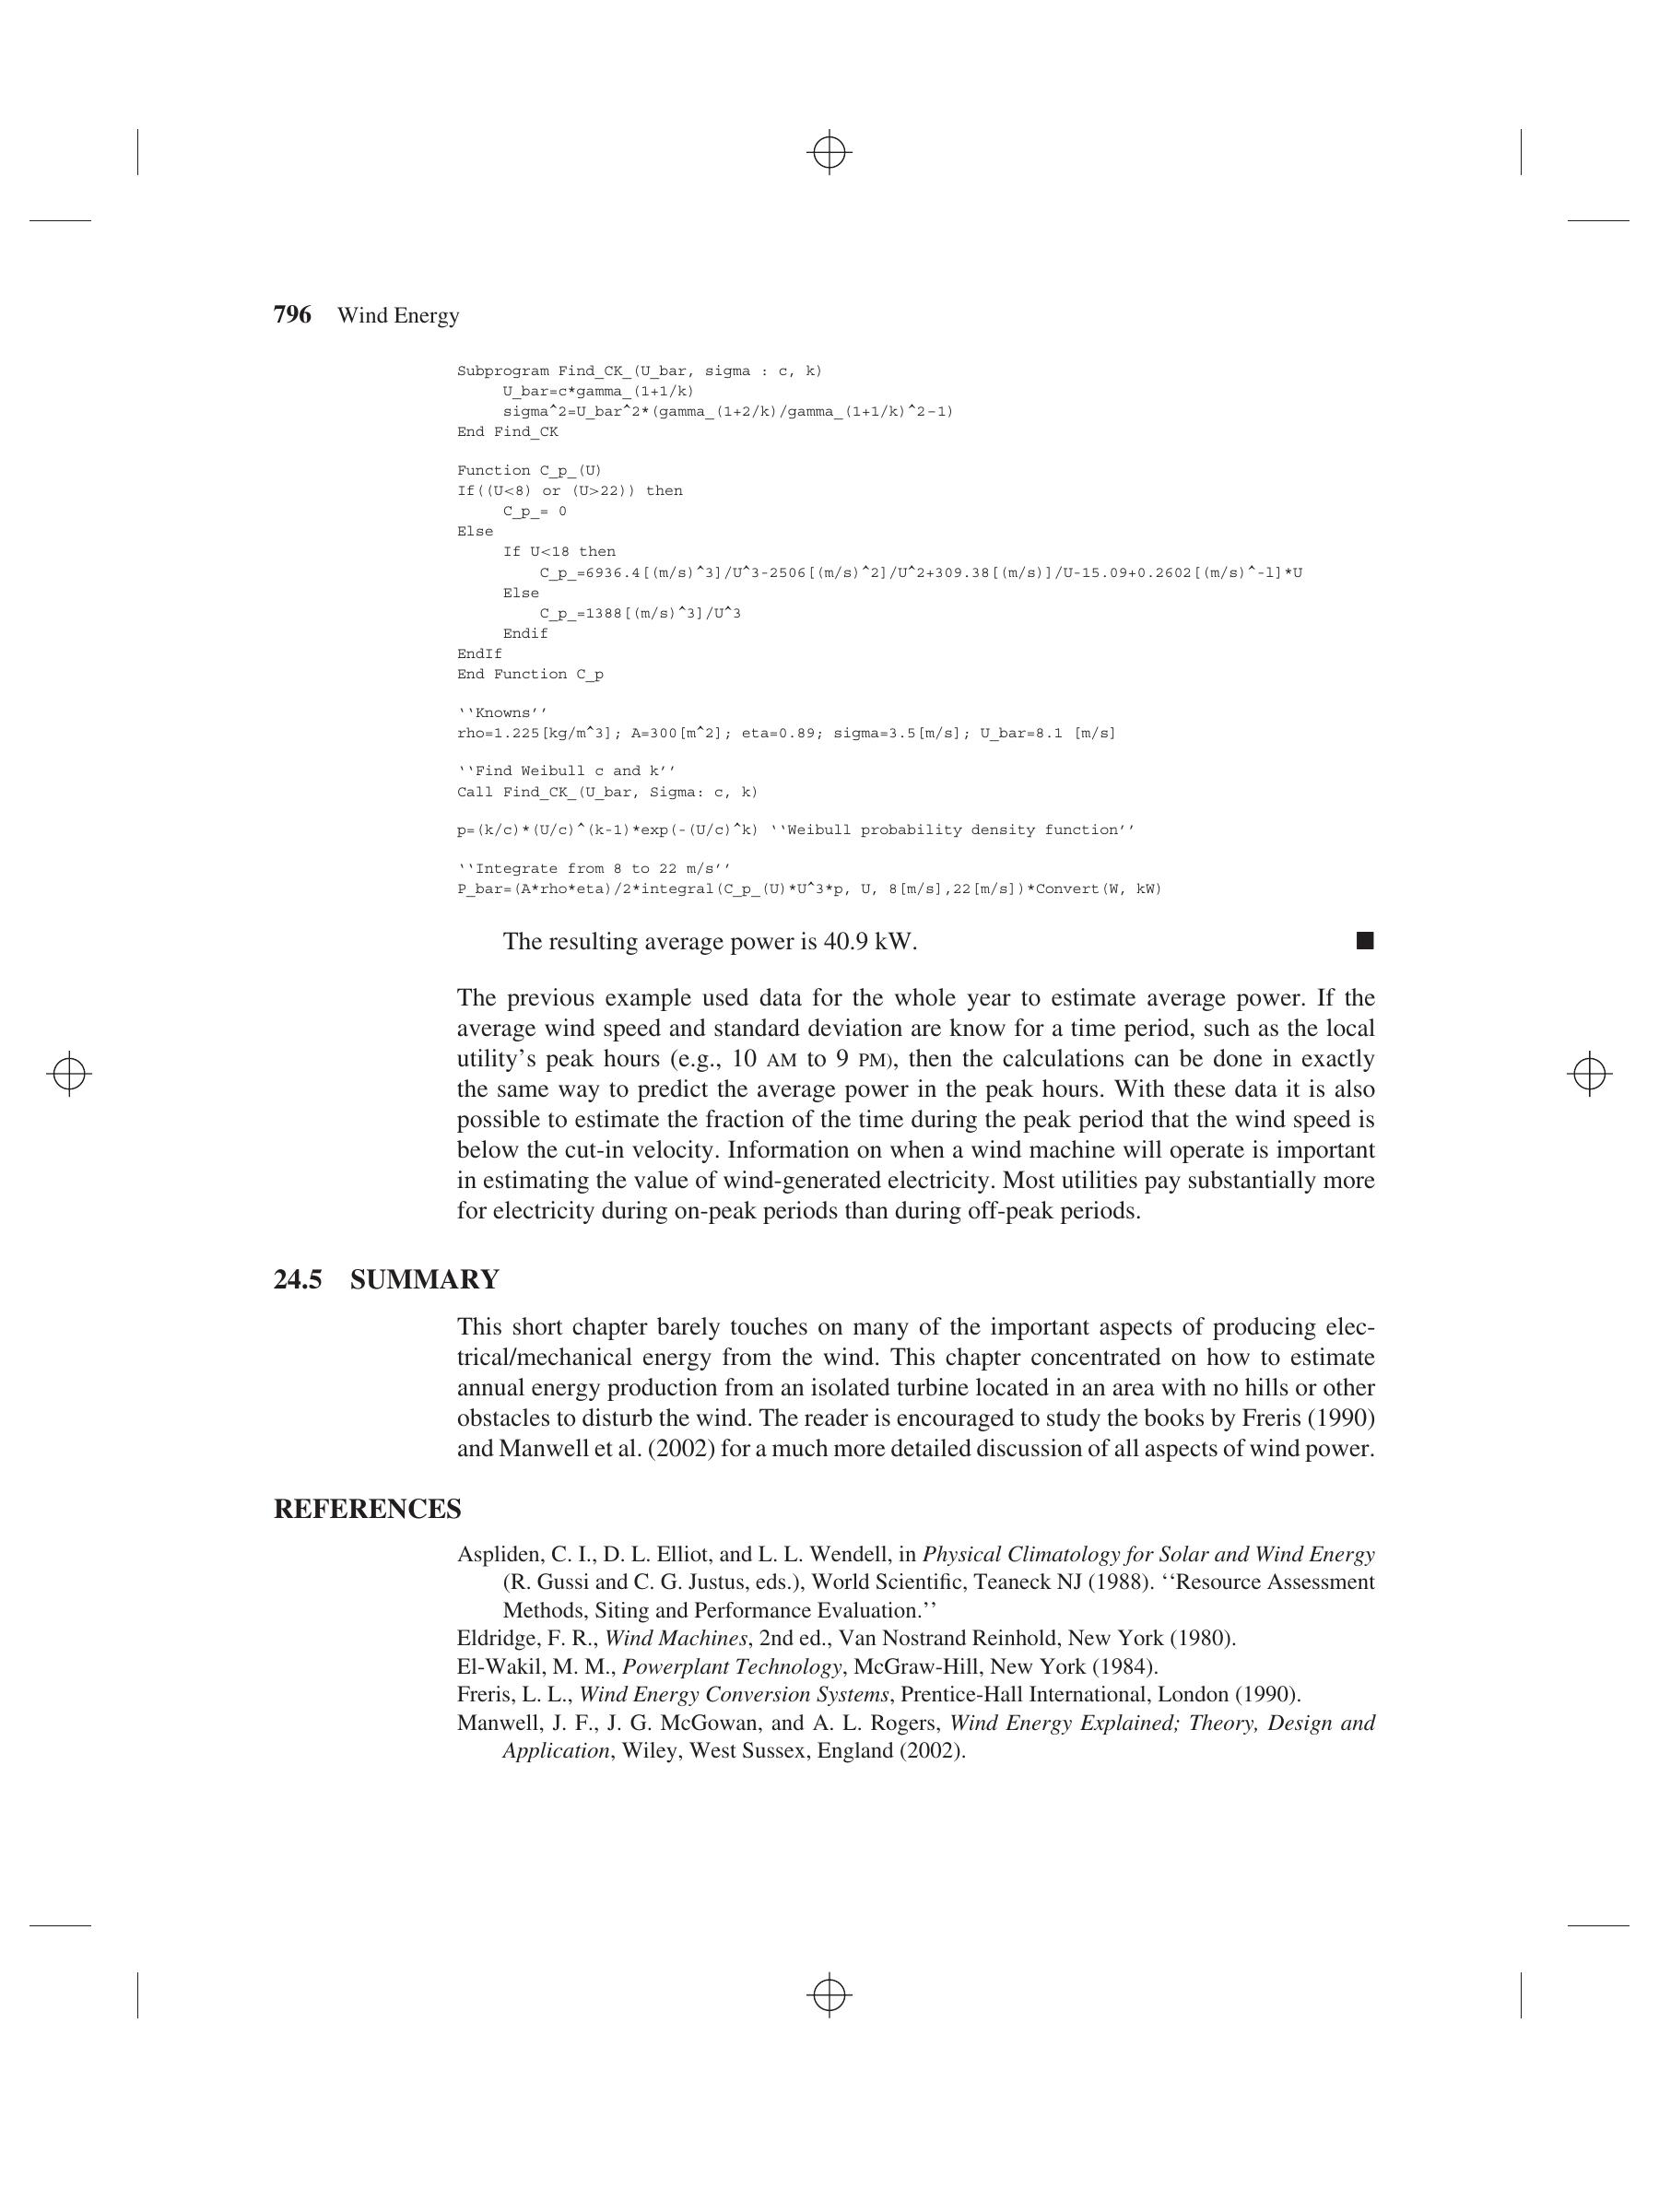 796 Wind Energy
Subprogram Find_CK_(U_bar, sigma : c, k)
U_bar=c*gamma_(1+1/k)
sigma^2=U_bar^2*(gamma_(1+2/k)/gamma_(1+1/k)^2-1)
End Find_CK
Function C_p_(U)
If((U<8) or (U>22)) then
C_p_= 0
Else
If U<18 then
C_p_=6936.4[(m/s)^3]/U^3-2506[(m/s)^2]/U^2+309.38[(m/s)]/U-15.09+0.2602[(m/s)^-l]*U
Else
C_p_=1388[(m/s)^3]/U^3
Endif
EndIf
End Function C_p
‘‘Knowns’’
rho=1.225[kg/m^3]; A=300[m^2]; eta=0.89; sigma=3.5[m/s]; U_bar=8.1 [m/s]
‘‘Find Weibull c and k’’
Call Find_CK_(U_bar, Sigma: c, k)
p=(k/c)*(U/c)^(k-1)*exp(-(U/c)^k) ‘‘Weibull probability density function’’
‘‘Integrate from 8 to 22 m/s’’
P_bar=(A*rho*eta)/2*integral(C_p_(U)*U^3*p, U, 8[m/s],22[m/s])*Convert(W, kW)
The resulting average power is 40.9 kW. ■
The previous example used data for the whole year to estimate average power. If the
average wind speed and standard deviation are know for a time period, such as the local
utility’s peak hours (e.g., 10 AM to 9 PM), then the calculations can be done in exactly
the same way to predict the average power in the peak hours. With these data it is also
possible to estimate the fraction of the time during the peak period that the wind speed is
below the cut-in velocity. Information on when a wind machine will operate is important
in estimating the value of wind-generated electricity. Most utilities pay substantially more
for electricity during on-peak periods than during off-peak periods.
24.5 SUMMARY
This short chapter barely touches on many of the important aspects of producing elec-
trical/mechanical energy from the wind. This chapter concentrated on how to estimate
annual energy production from an isolated turbine located in an area with no hills or other
obstacles to disturb the wind. The reader is encouraged to study the books by Freris (1990)
and Manwell et al. (2002) for a much more detailed discussion of all aspects of wind power.
REFERENCES
Aspliden, C. I., D. L. Elliot, and L. L. Wendell, in Physical Climatology for Solar and Wind Energy
(R. Gussi and C. G. Justus, eds.), World Scientific, Teaneck NJ (1988). ‘‘Resource Assessment
Methods, Siting and Performance Evaluation.’’
Eldridge, F. R., Wind Machines, 2nd ed., Van Nostrand Reinhold, New York (1980).
El-Wakil, M. M., Powerplant Technology, McGraw-Hill, New York (1984).
Freris, L. L., Wind Energy Conversion Systems, Prentice-Hall International, London (1990).
Manwell, J. F., J. G. McGowan, and A. L. Rogers, Wind Energy Explained; Theory, Design and
Application, Wiley, West Sussex, England (2002).